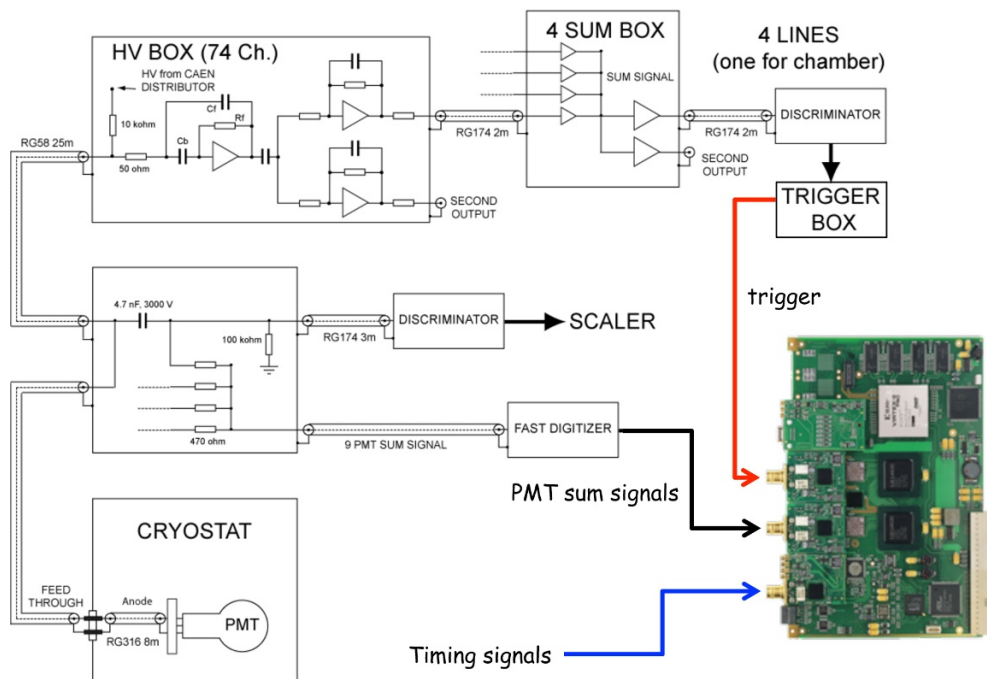 HV BOX (74 Ch.)
HV from CAEN
DISTRIBUTOR
10 kohm
Cf
Rf
Cb
50 ohm
RG58 25m
SECOND
OUTPUT
RG174 2m
4 SUM BOX
SUM SIGNAL
4 LINES
(one for chamber)
RG174 2m
SECOND
OUTPUT
DISCRIMINATOR
TRIGGER
BOX
trigger
4.7 nF, 3000 V
100 kohm
470 ohm
RG174 3m
DISCRIMINATOR
SCALER
9 PMT SUM SIGNAL
FAST DIGITIZER
PMT sum signals
CRYOSTAT
FEED
THROUGH
Anode
RG316 8m
PMT
Timing signals
XILINX